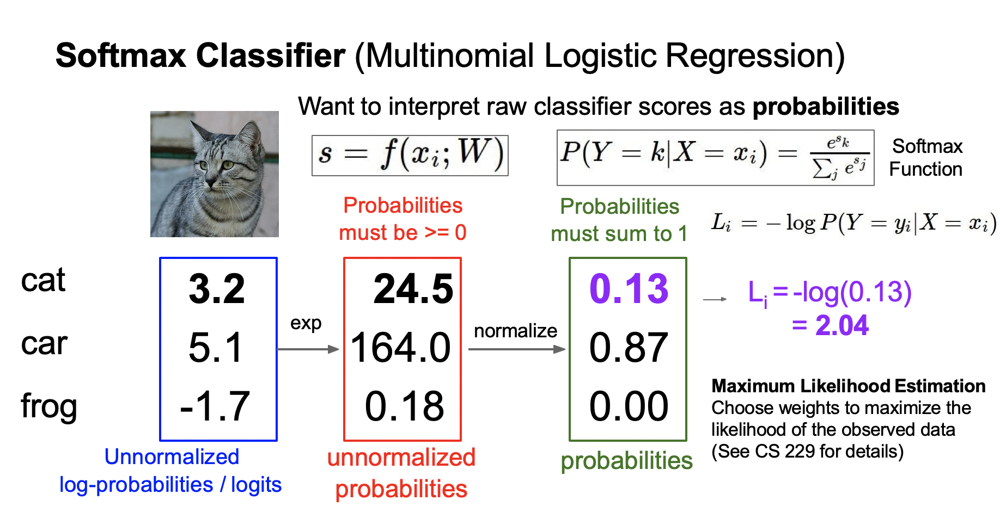 Softmax Classifier (Multinomial Logistic Regression)
Want to interpret raw classifier scores as probabilities
s = f(x_i; W)
P(Y = k|X = x_i) = e^{s_k} / ∑_j e^{s_j}
Softmax
Function
Probabilities
must be >= 0
Probabilities
must sum to 1
L_i = − log P(Y = y_i|X = x_i)
cat
3.2
24.5
0.13
L_i = -log(0.13)
= 2.04
exp
normalize
car
5.1
164.0
0.87
frog
-1.7
0.18
0.00
Maximum Likelihood Estimation
Choose weights to maximize the
likelihood of the observed data
(See CS 229 for details)
Unnormalized
log-probabilities / logits
unnormalized
probabilities
probabilities